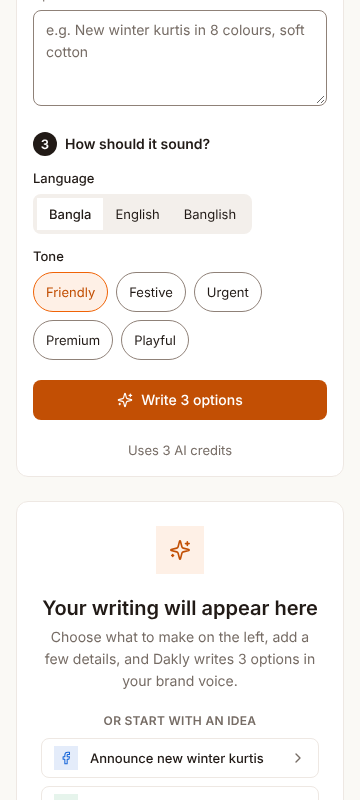 e.g. New winter kurtis in 8 colours, soft
cotton
3 How should it sound?
Language
Bangla English Banglish
Tone
Friendly Festive Urgent
Premium Playful
Write 3 options
Uses 3 AI credits
Your writing will appear here
Choose what to make on the left, add a
few details, and Dakly writes 3 options in
your brand voice.
OR START WITH AN IDEA
Announce new winter kurtis